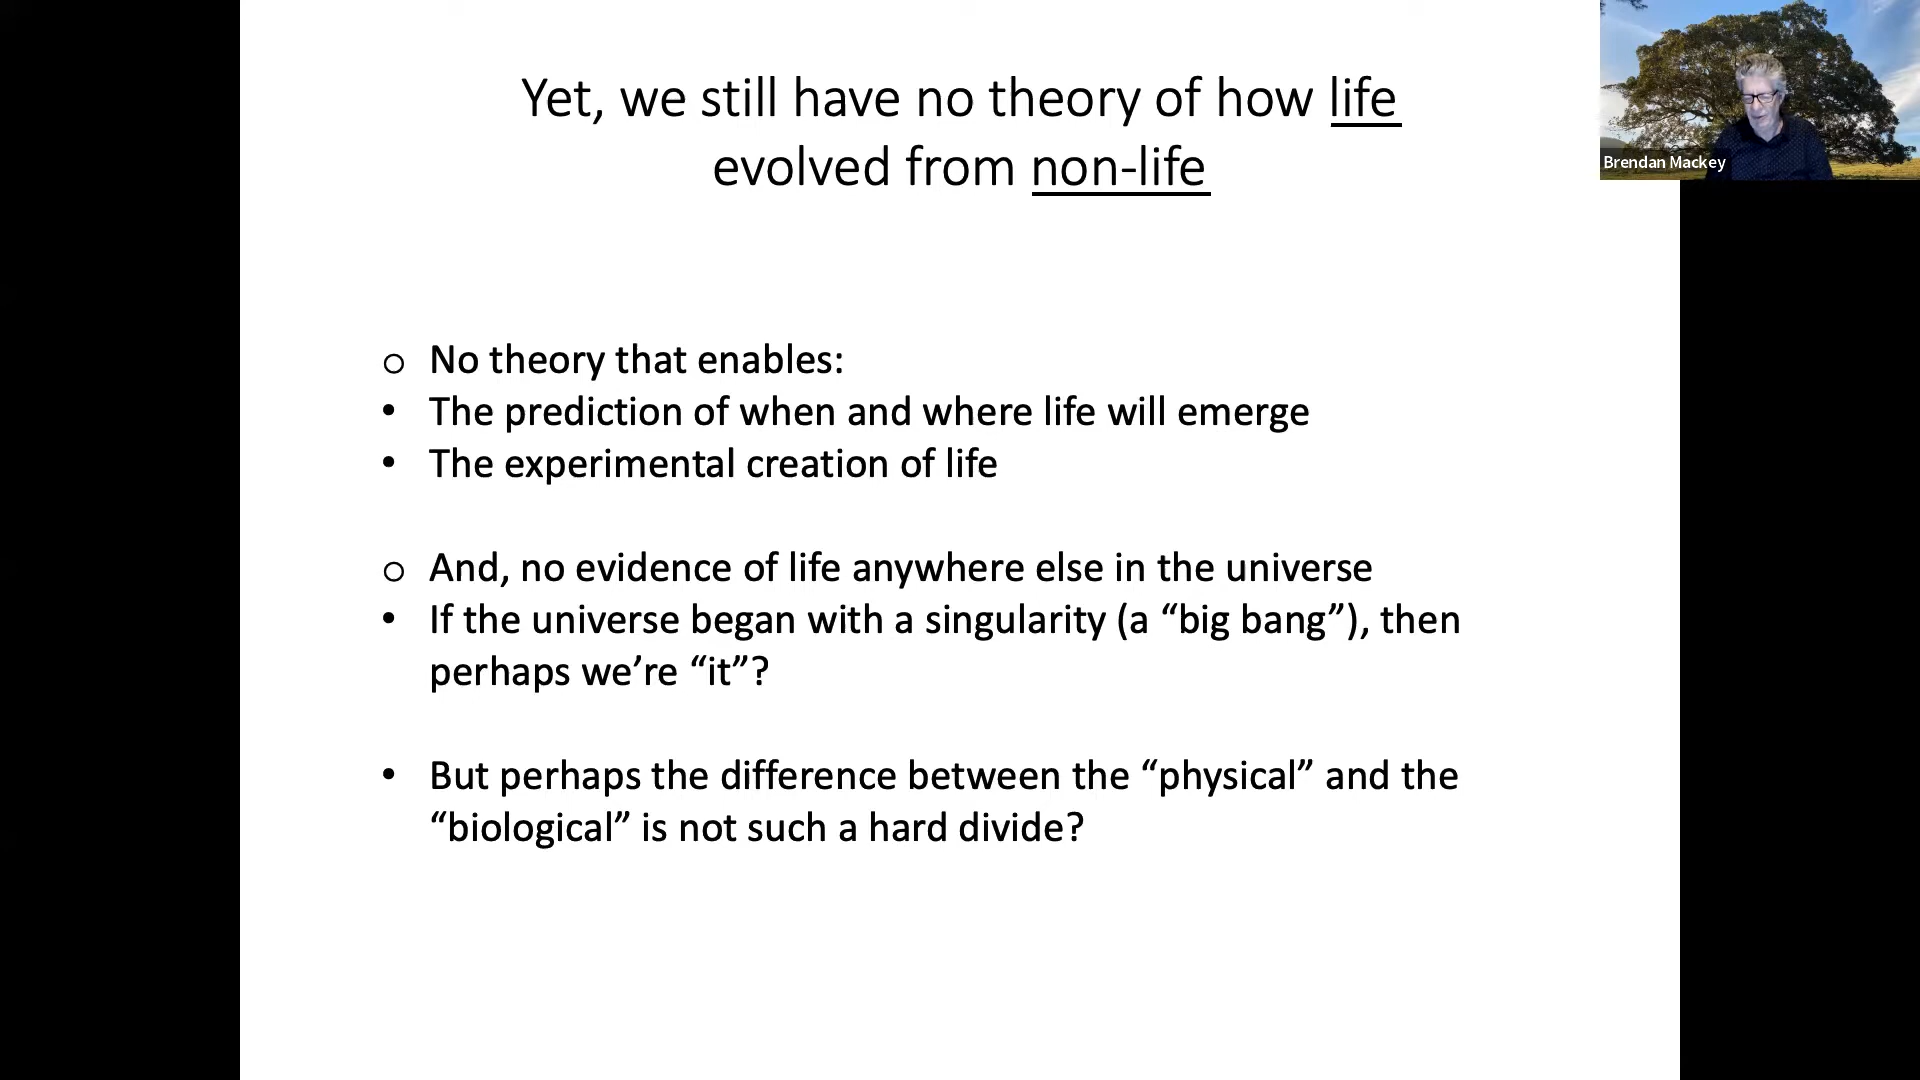 Yet, we still have no theory of how life
evolved from non-life
Brendan Mackey
○ No theory that enables:
• The prediction of when and where life will emerge
• The experimental creation of life
○ And, no evidence of life anywhere else in the universe
• If the universe began with a singularity (a “big bang”), then
perhaps we’re “it”?
• But perhaps the difference between the “physical” and the
“biological” is not such a hard divide?